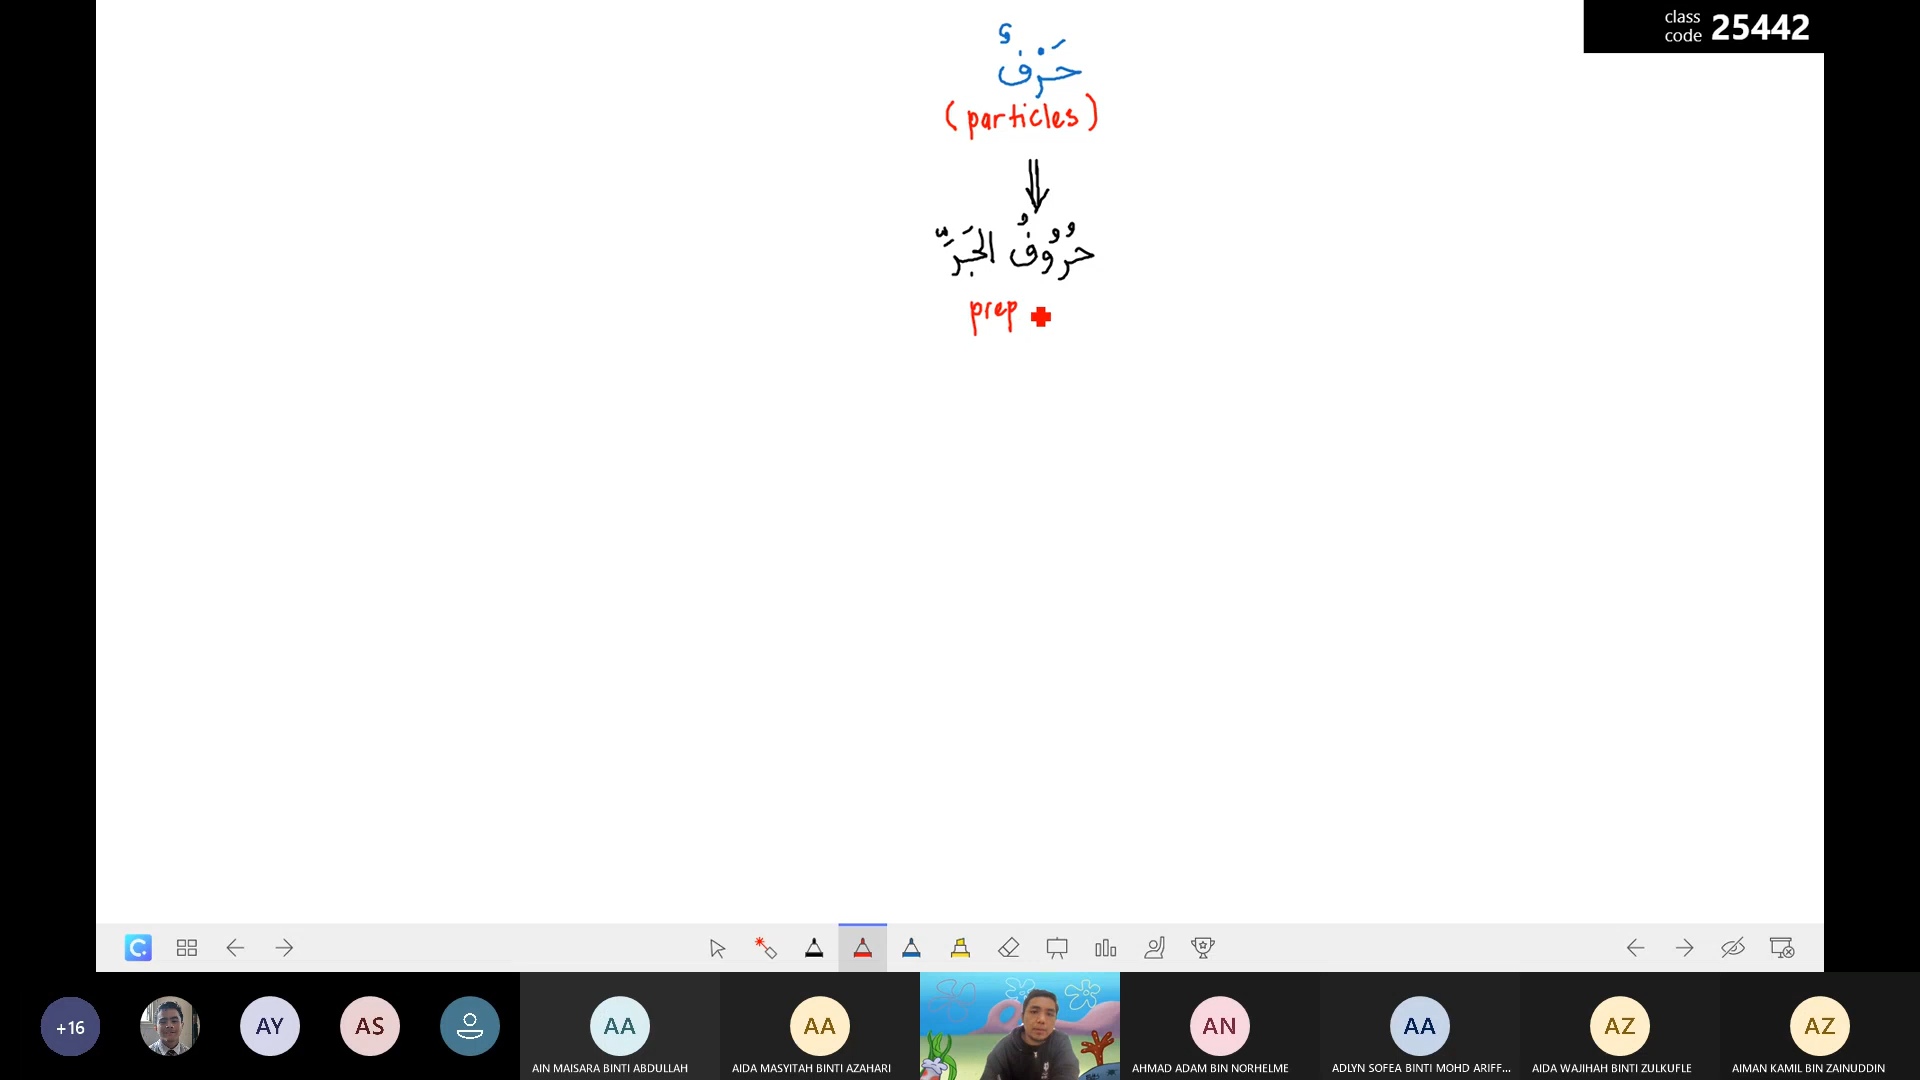 class code 25442
حَرْفٌ
(particles)
حُرُوْفُ الجَرِّ
prep
+16
AY
AS
AA
AA
AN
AA
AZ
AZ
AIN MAISARA BINTI ABDULLAH
AIDA MASYITAH BINTI AZAHARI
AHMAD ADAM BIN NORHELME
ADLYN SOFEA BINTI MOHD ARIFF...
AIDA WAJIHAH BINTI ZULKUFLE
AIMAN KAMIL BIN ZAINUDDIN